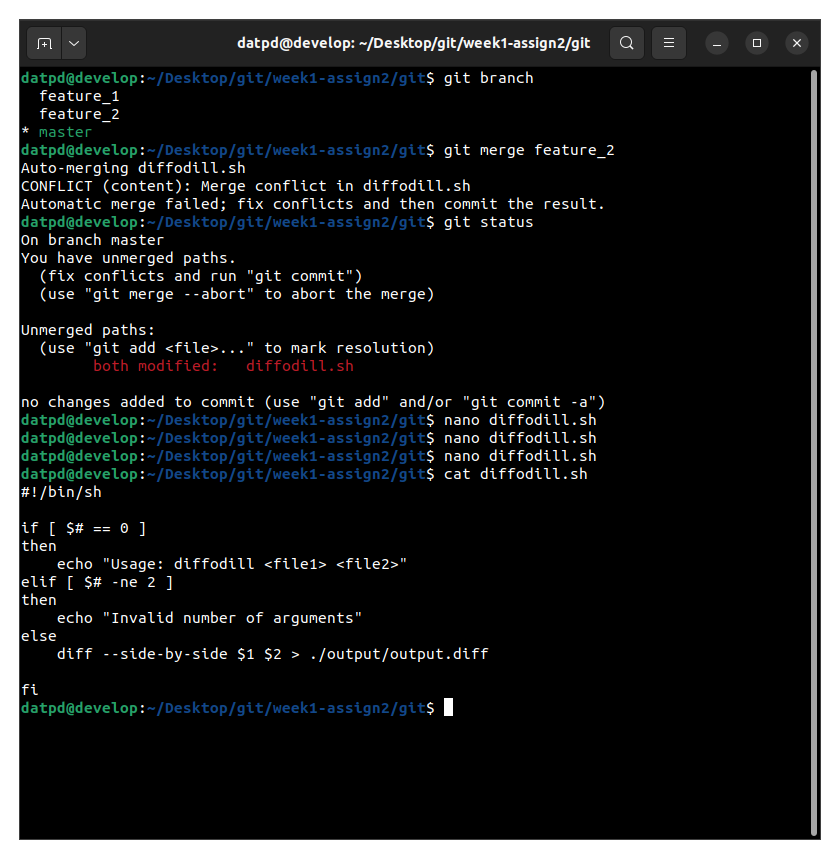 datpd@develop: ~/Desktop/git/week1-assign2/git
datpd@develop:~/Desktop/git/week1-assign2/git$ git branch
  feature_1
  feature_2
* master
datpd@develop:~/Desktop/git/week1-assign2/git$ git merge feature_2
Auto-merging diffodill.sh
CONFLICT (content): Merge conflict in diffodill.sh
Automatic merge failed; fix conflicts and then commit the result.
datpd@develop:~/Desktop/git/week1-assign2/git$ git status
On branch master
You have unmerged paths.
  (fix conflicts and run "git commit")
  (use "git merge --abort" to abort the merge)

Unmerged paths:
  (use "git add <file>..." to mark resolution)
        both modified:   diffodill.sh

no changes added to commit (use "git add" and/or "git commit -a")
datpd@develop:~/Desktop/git/week1-assign2/git$ nano diffodill.sh
datpd@develop:~/Desktop/git/week1-assign2/git$ nano diffodill.sh
datpd@develop:~/Desktop/git/week1-assign2/git$ nano diffodill.sh
datpd@develop:~/Desktop/git/week1-assign2/git$ cat diffodill.sh
#!/bin/sh

if [ $# == 0 ]
then
    echo "Usage: diffodill <file1> <file2>"
elif [ $# -ne 2 ]
then
    echo "Invalid number of arguments"
else
    diff --side-by-side $1 $2 > ./output/output.diff

fi
datpd@develop:~/Desktop/git/week1-assign2/git$